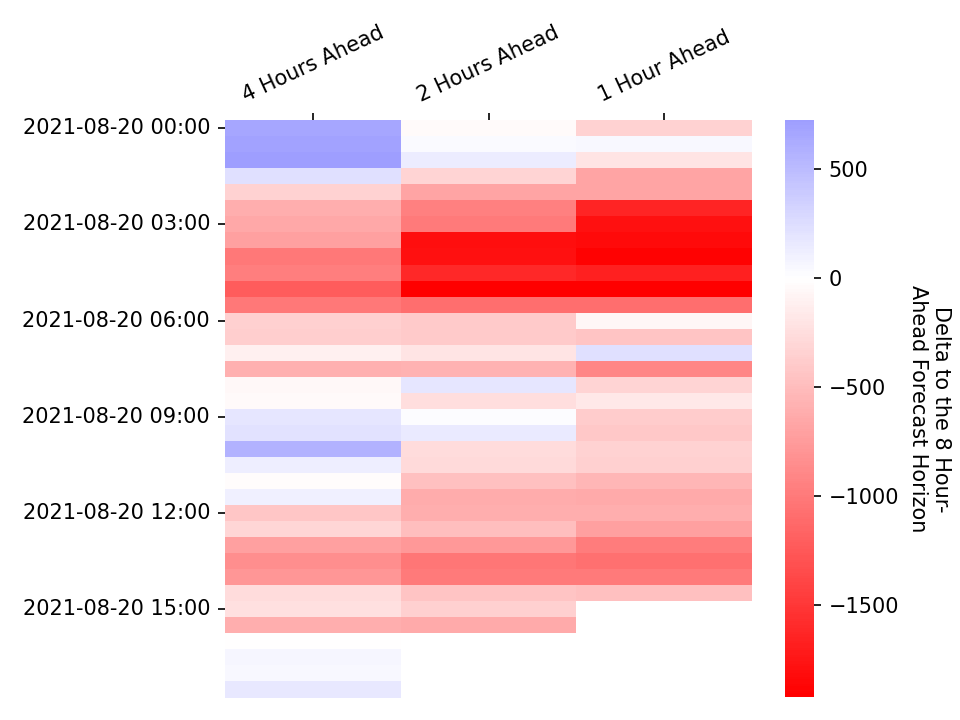 4 Hours Ahead
2 Hours Ahead
1 Hour Ahead
2021-08-20 00:00
2021-08-20 03:00
2021-08-20 06:00
2021-08-20 09:00
2021-08-20 12:00
2021-08-20 15:00
500
0
−500
−1000
−1500
Delta to the 8 Hour-
Ahead Forecast Horizon